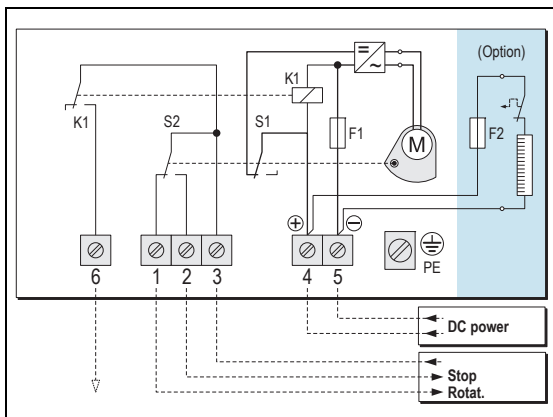 (Option)
K1
K1
S2
S1
F1
M
F2
=
~
+
−
PE
6
1
2
3
4
5
DC power
Stop
Rotat.